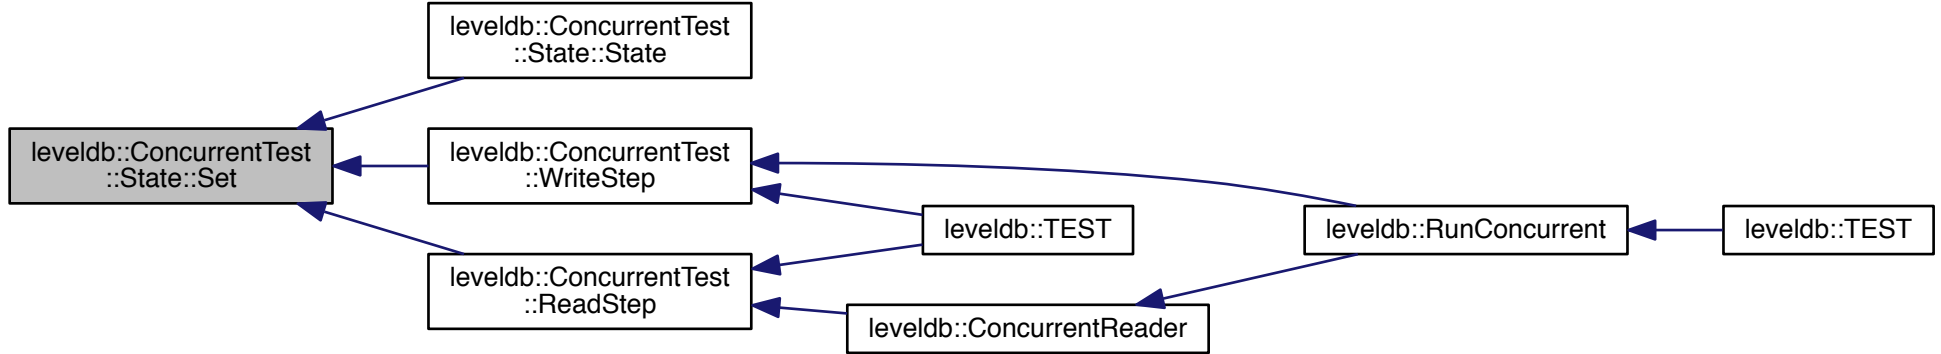 leveldb::ConcurrentTest
::State::State
leveldb::ConcurrentTest
::State::Set
leveldb::ConcurrentTest
::WriteStep
leveldb::TEST
leveldb::RunConcurrent
leveldb::TEST
leveldb::ConcurrentTest
::ReadStep
leveldb::ConcurrentReader